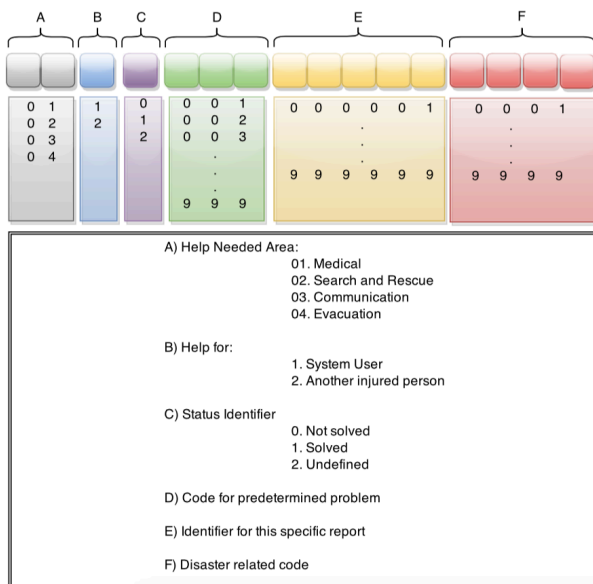 A B C D E F
0 1 1 0 0 0 1 0 0 0 0 0 1 0 0 0 1
0 2 2 1 0 0 2 .
0 3 2 0 0 3 . .
0 4 . . .
. 9 9 9 9 9 9 9 9 9 9
.
9 9 9
A) Help Needed Area:
01. Medical
02. Search and Rescue
03. Communication
04. Evacuation
B) Help for:
1. System User
2. Another injured person
C) Status Identifier
0. Not solved
1. Solved
2. Undefined
D) Code for predetermined problem
E) Identifier for this specific report
F) Disaster related code